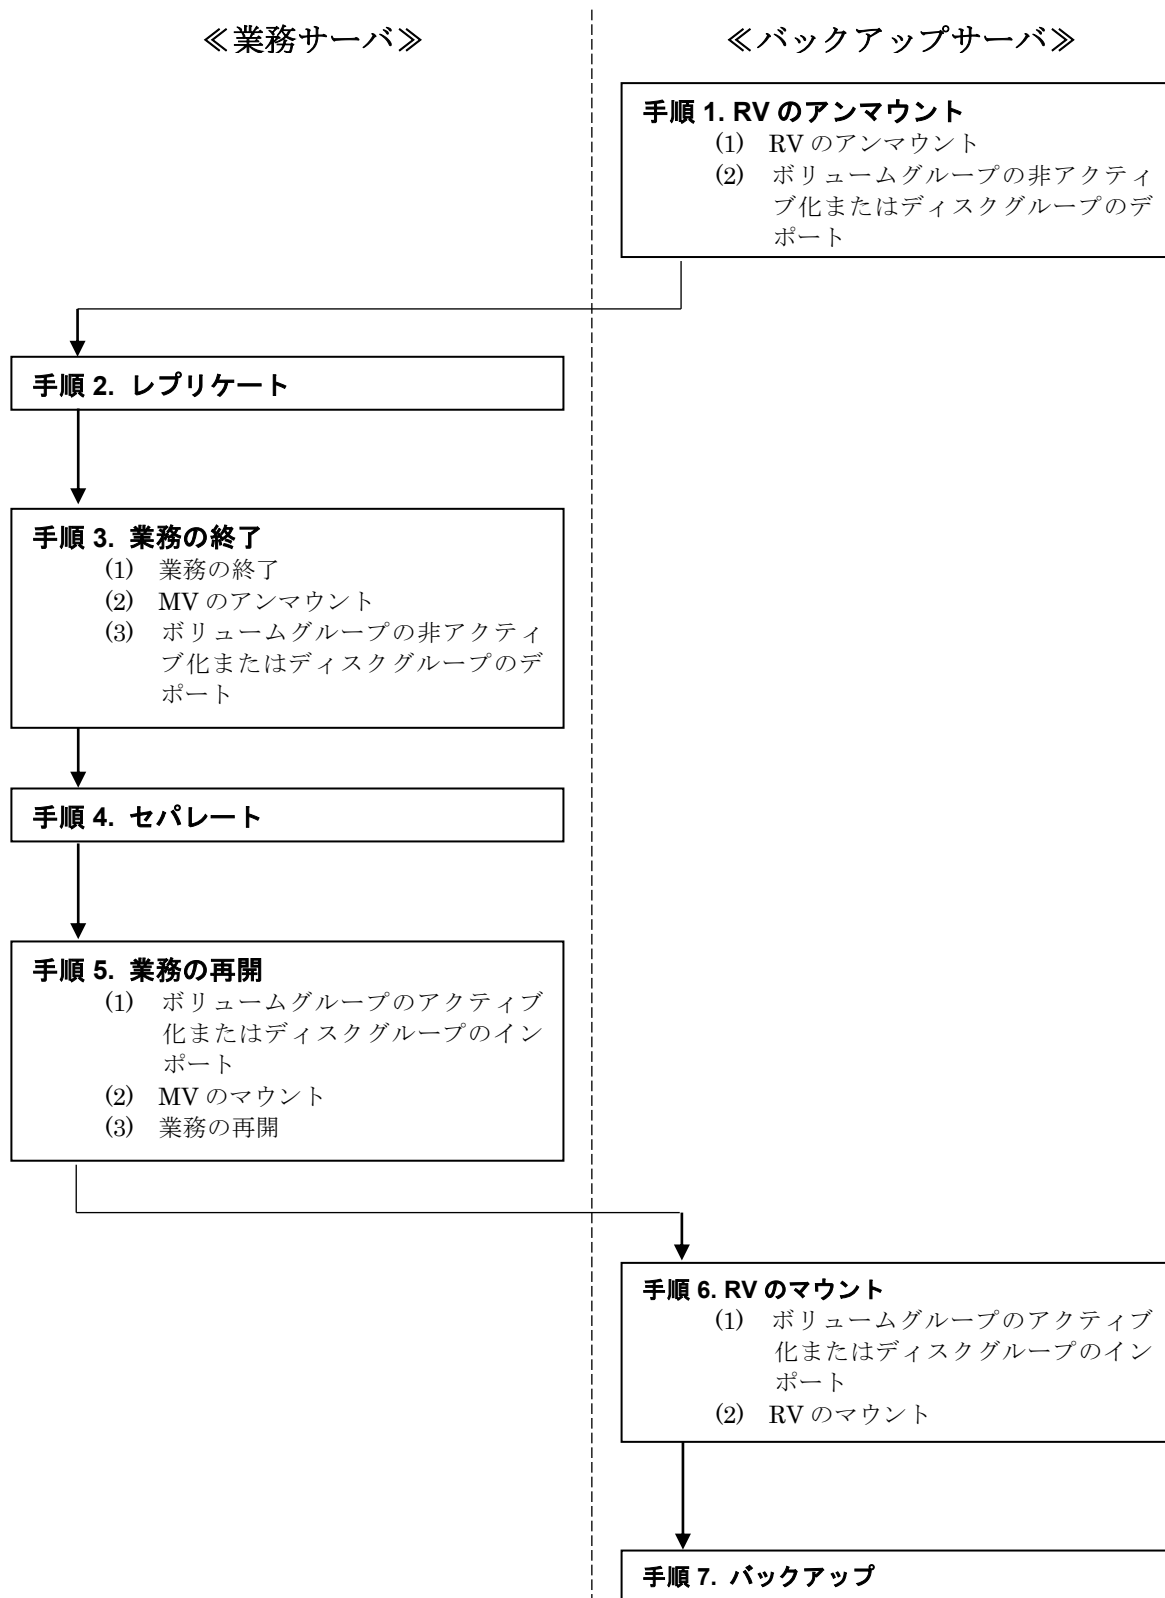 ≪業務サーバ≫
≪バックアップサーバ≫
手順 1. RV のアンマウント
(1) RV のアンマウント
(2) ボリュームグループの非アクティ
ブ化またはディスクグループのデ
ポート
手順 2. レプリケート
手順 3. 業務の終了
(1) 業務の終了
(2) MV のアンマウント
(3) ボリュームグループの非アクティ
ブ化またはディスクグループのデ
ポート
手順 4. セパレート
手順 5. 業務の再開
(1) ボリュームグループのアクティブ
化またはディスクグループのイン
ポート
(2) MV のマウント
(3) 業務の再開
手順 6. RV のマウント
(1) ボリュームグループのアクティブ
化またはディスクグループのイン
ポート
(2) RV のマウント
手順 7. バックアップ